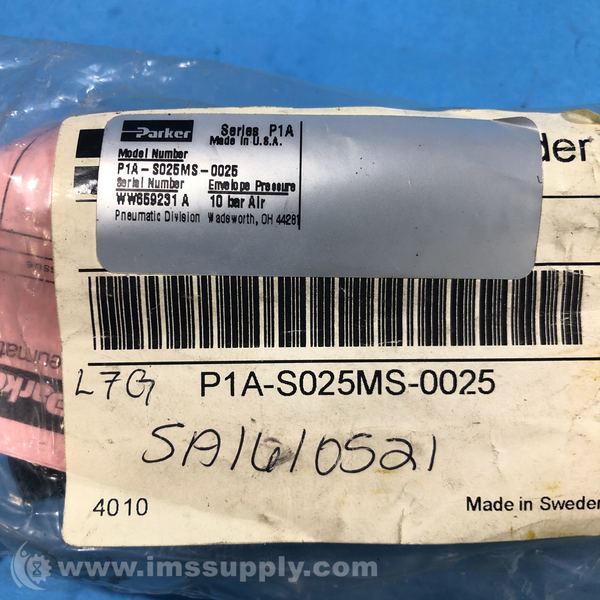 Parker Series P1A
Made in U.S.A.
Model Number
P1A-S025MS-0025
Serial Number Envelope Pressure
WW659231 A 10 bar Air
Pneumatic Division Wadsworth, OH 44281
der
L7G P1A-S025MS-0025
SA1610521
4010 Made in Sweden
© www.imssupply.com